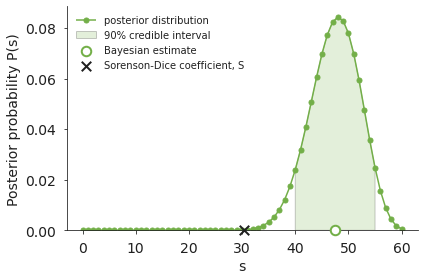 posterior distribution
90% credible interval
Bayesian estimate
Sorenson-Dice coefficient, S
Posterior probability P(s)
0.08
0.06
0.04
0.02
0.00
0 10 20 30 40 50 60
s